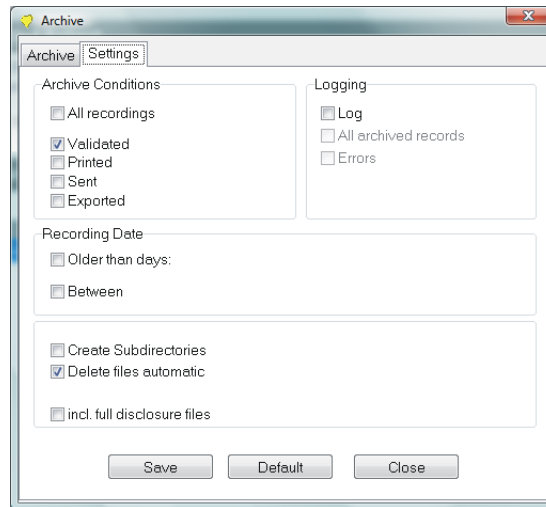 Archive
Archive Settings
Archive Conditions
All recordings
Validated
Printed
Sent
Exported
Logging
Log
All archived records
Errors
Recording Date
Older than days:
Between
Create Subdirectories
Delete files automatic
incl. full disclosure files
Save Default Close